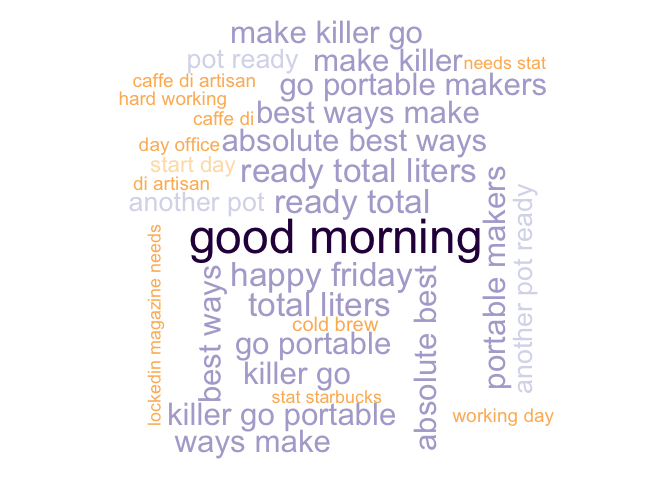 make killer go
pot ready
make killer
needs stat
caffe di artisan
go portable makers
hard working
best ways make
caffe di
day office
absolute best ways
start day
ready total liters
di artisan
another pot
ready total
good morning
portable makers
another pot ready
lockedin magazine needs
best ways
happy friday
absolute best
total liters
cold brew
go portable
killer go
stat starbucks
killer go portable
working day
ways make